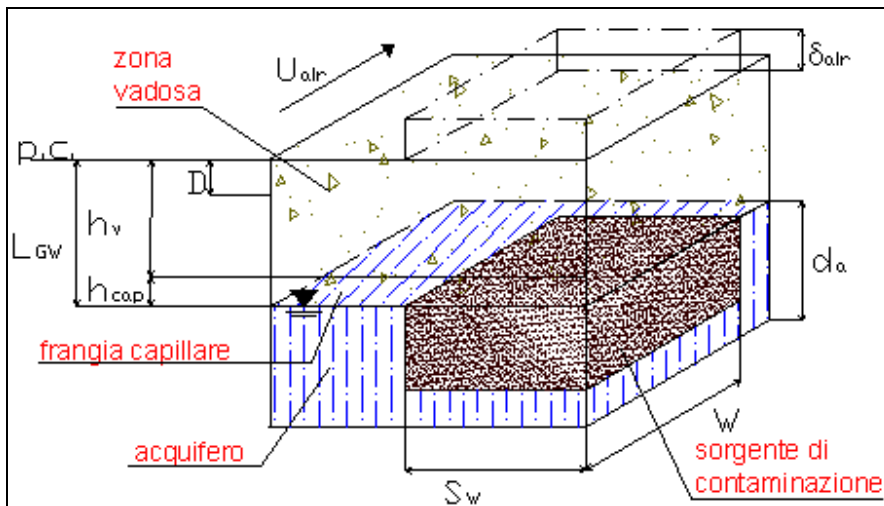 zona
vadosa
Uair
δair
p.c.
D
hv
LGW
hcap
da
frangia capillare
acquifero
W
sorgente di
contaminazione
Sw